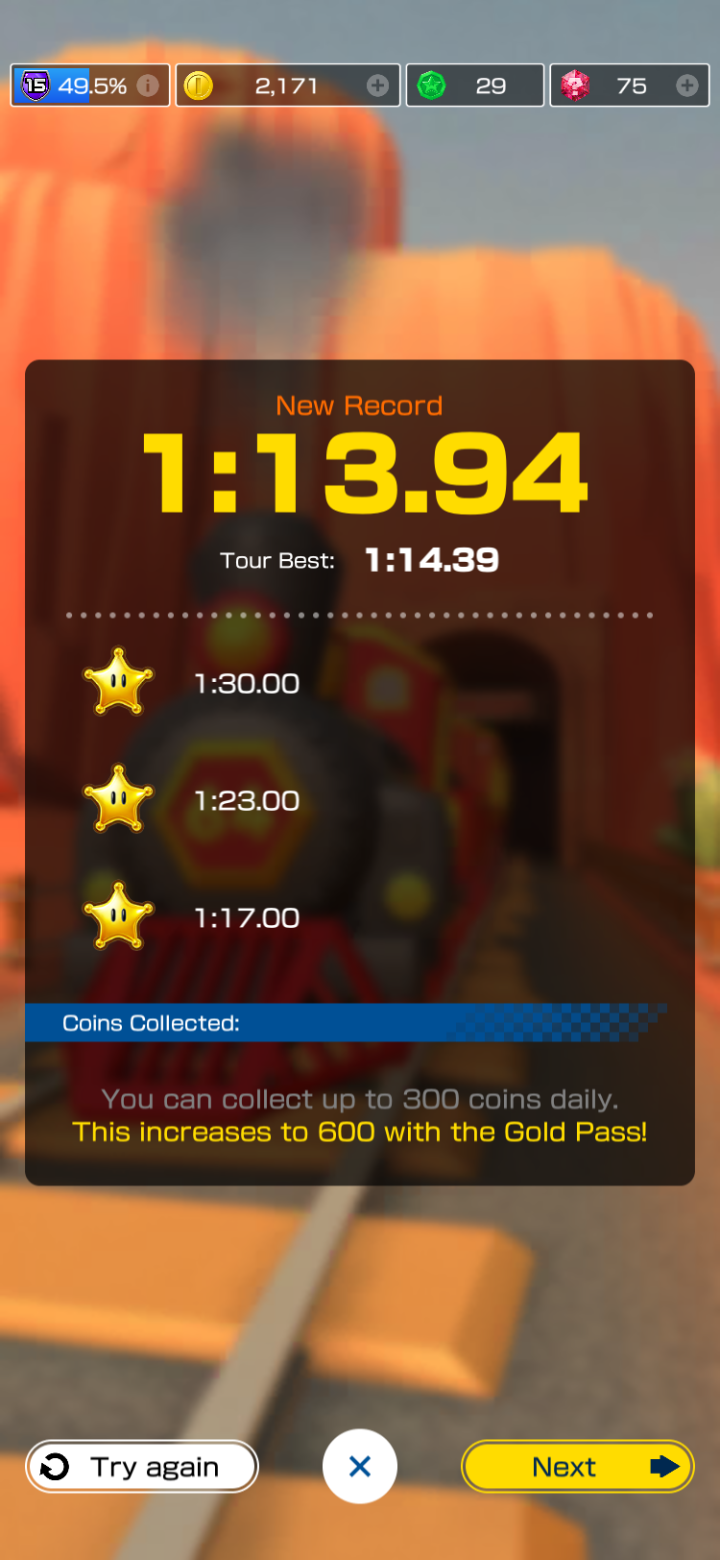 15 49.5% 2,171 29 75
New Record
1:13.94
Tour Best: 1:14.39
1:30.00
1:23.00
1:17.00
Coins Collected:
You can collect up to 300 coins daily.
This increases to 600 with the Gold Pass!
Try again Next